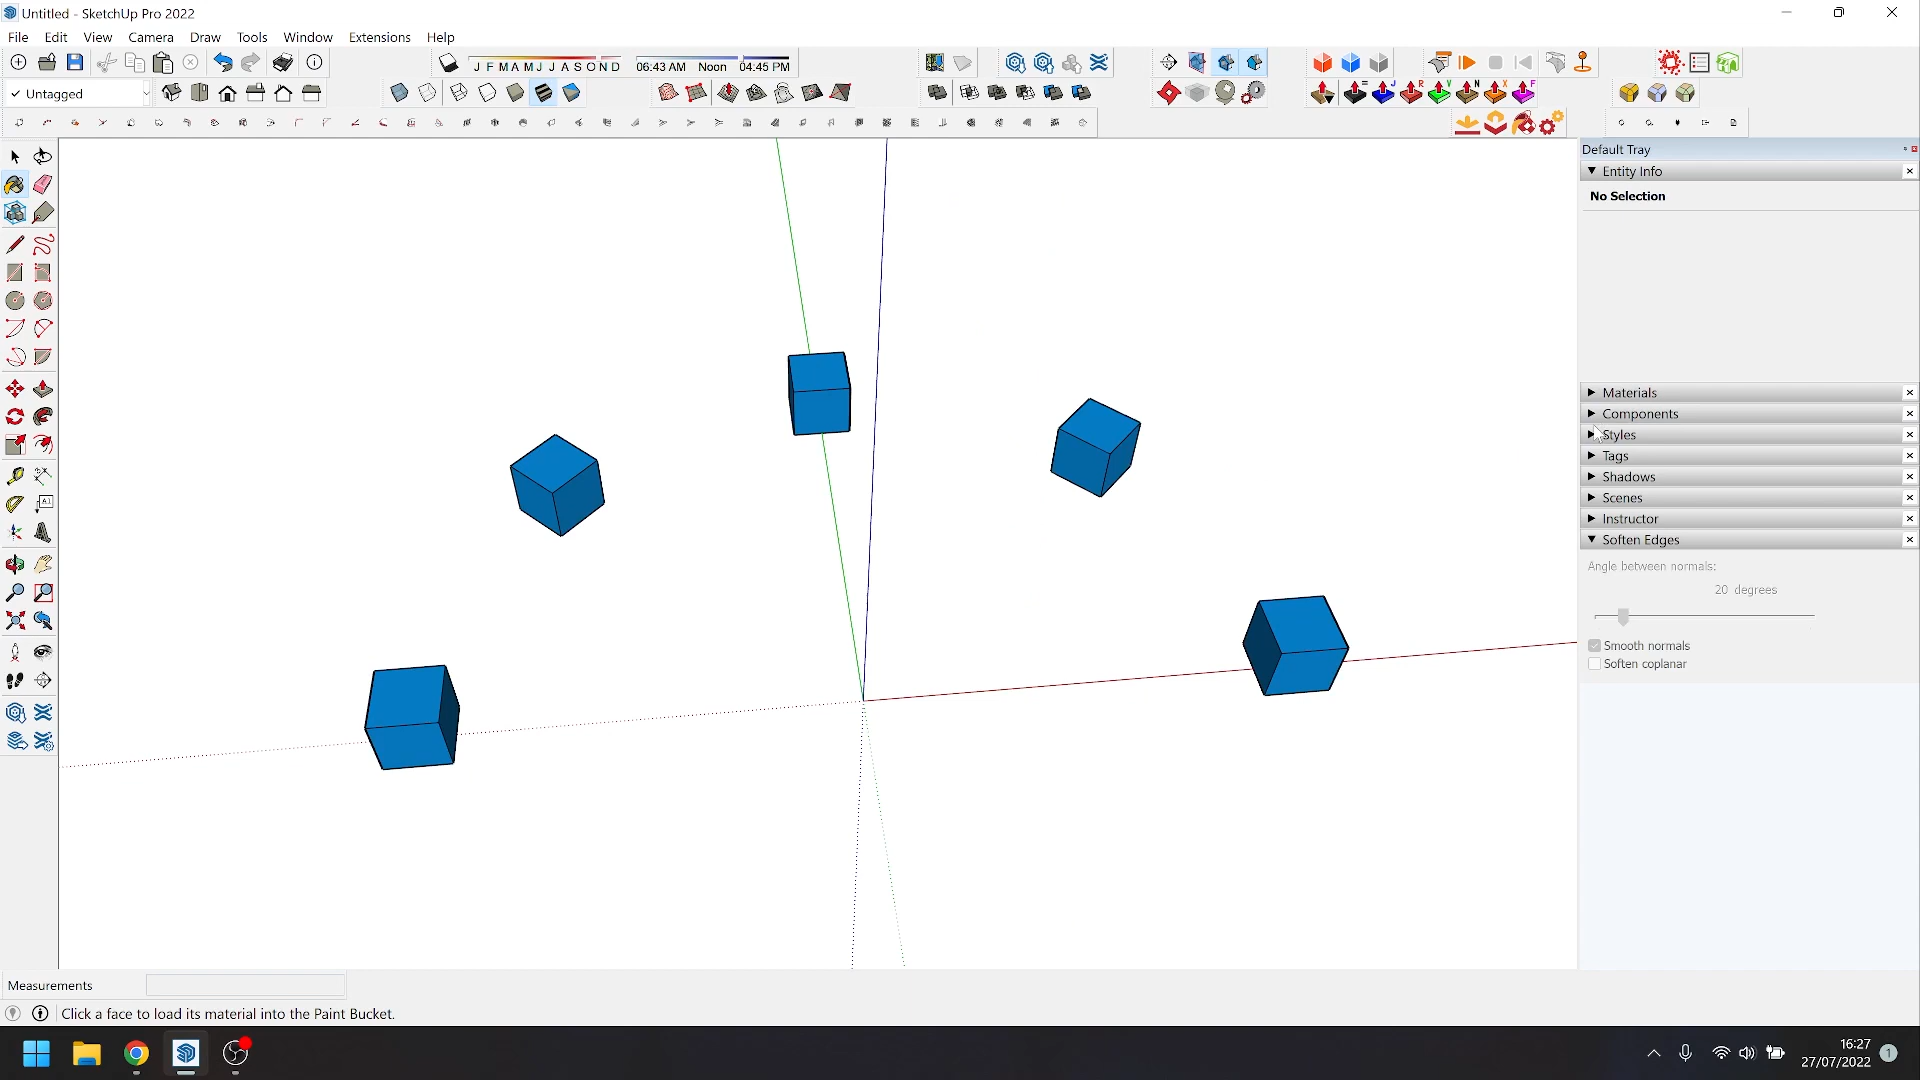 Untitled - SketchUp Pro 2022
File Edit View Camera Draw Tools Window Extensions Help
J F M A M J J A S O N D 06:43 AM Noon 04:45 PM
✓ Untagged
Default Tray
Entity Info
No Selection
Materials
Components
Styles
Tags
Shadows
Scenes
Instructor
Soften Edges
Angle between normals:
20 degrees
Smooth normals
Soften coplanar
Measurements
Click a face to load its material into the Paint Bucket.
16:27
27/07/2022
1